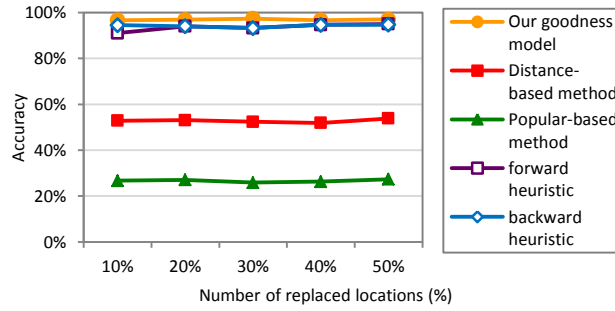 100%
80%
60%
40%
20%
0%
Accuracy
10%
20%
30%
40%
50%
Number of replaced locations (%)
Our goodness
model
Distance-
based method
Popular-based
method
forward
heuristic
backward
heuristic